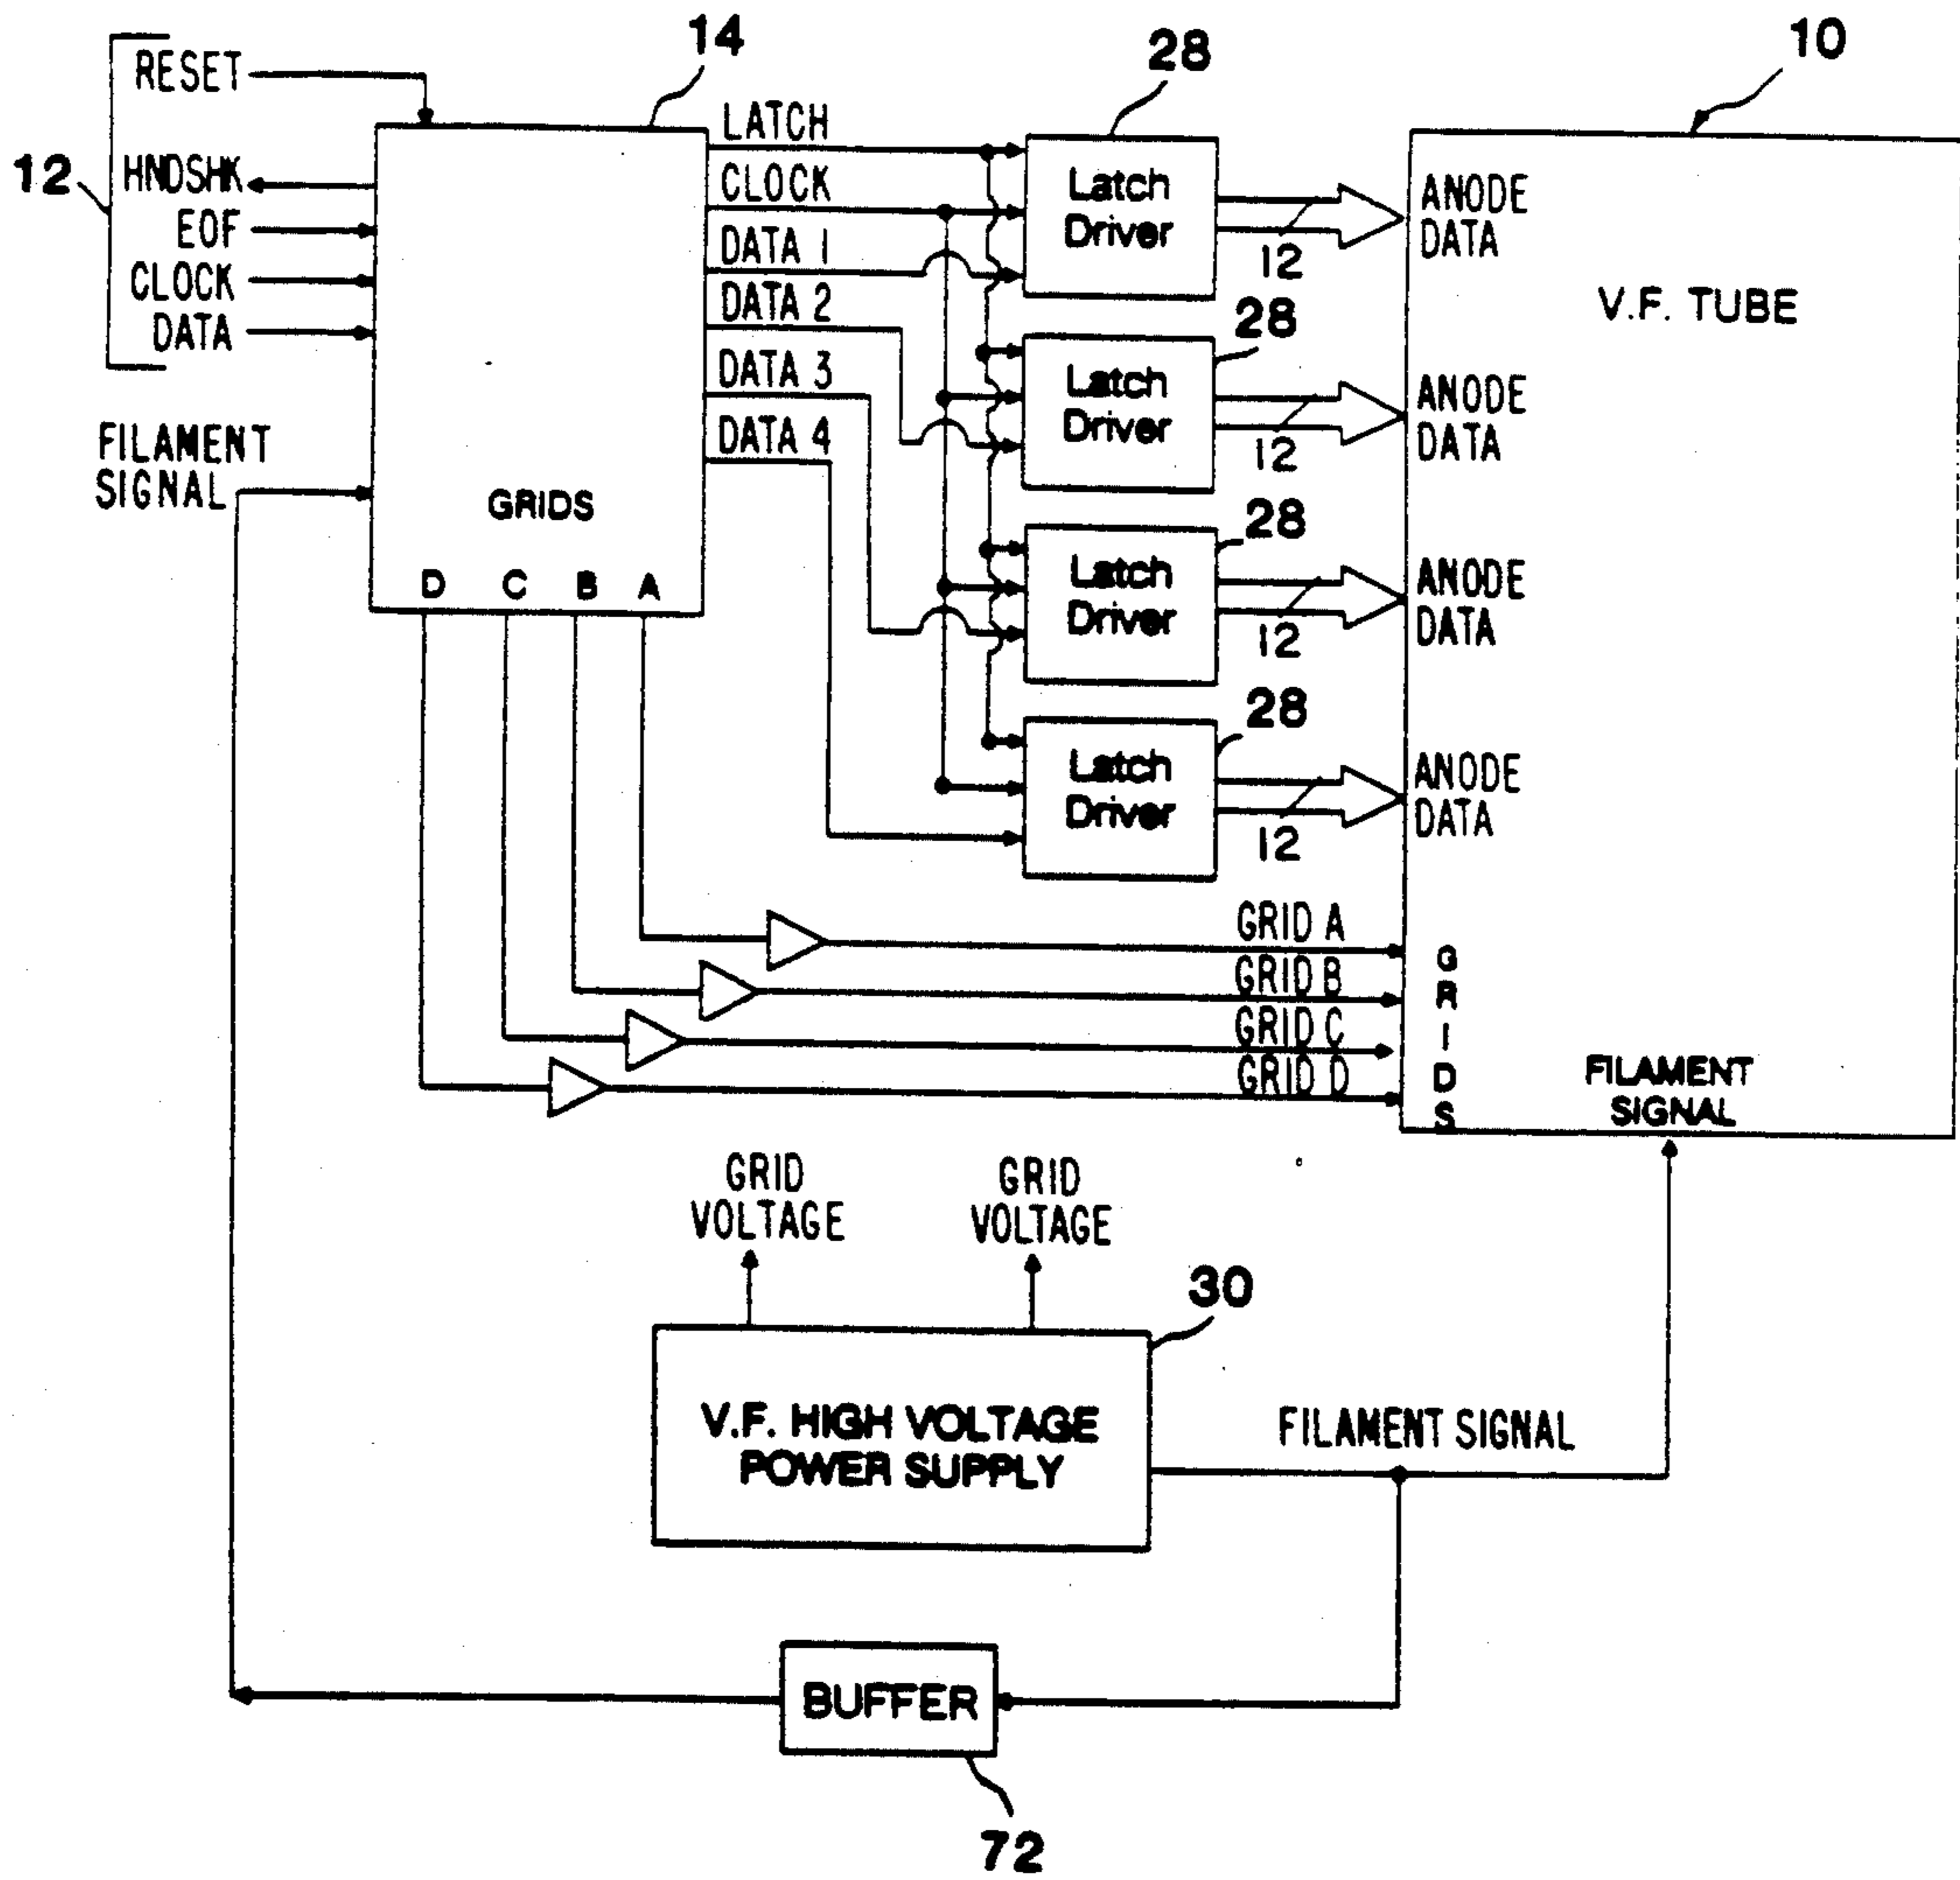 14
28
10
RESET
LATCH
12
HNDSHK
CLOCK
Latch
Driver
ANODE
DATA
EOF
DATA 1
12
CLOCK
DATA 2
28
V.F. TUBE
DATA
DATA 3
Latch
Driver
ANODE
DATA
FILAMENT
SIGNAL
DATA 4
12
GRIDS
28
D C B A
Latch
Driver
ANODE
DATA
12
28
Latch
Driver
ANODE
DATA
12
GRID A
GRID B
GRID C
GRID D
GRIDS
FILAMENT
SIGNAL
GRID
VOLTAGE
GRID
VOLTAGE
30
V.F. HIGH VOLTAGE
POWER SUPPLY
FILAMENT SIGNAL
BUFFER
72